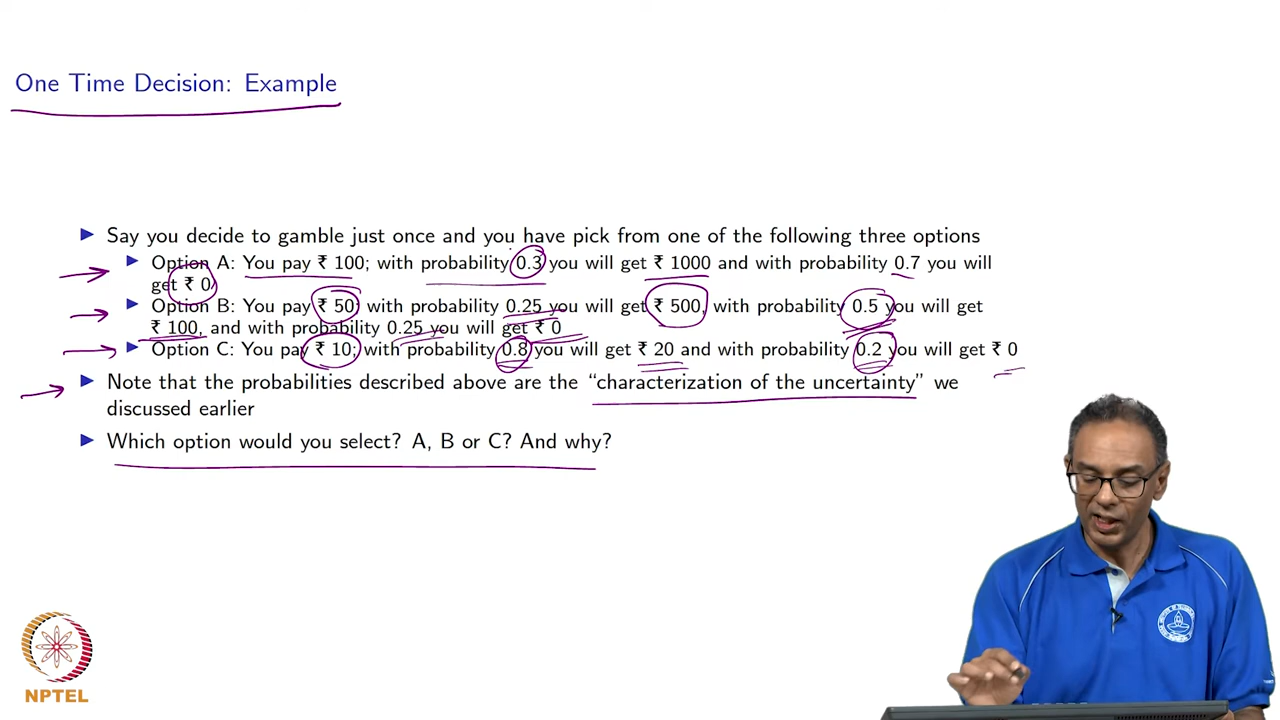 One Time Decision: Example
▶ Say you decide to gamble just once and you have pick from one of the following three options
▶ Option A: You pay ₹ 100; with probability 0.3 you will get ₹ 1000 and with probability 0.7 you will
get ₹ 0
▶ Option B: You pay ₹ 50; with probability 0.25 you will get ₹ 500, with probability 0.5 you will get
₹ 100, and with probability 0.25 you will get ₹ 0
▶ Option C: You pay ₹ 10; with probability 0.8 you will get ₹ 20 and with probability 0.2 you will get ₹ 0
▶ Note that the probabilities described above are the “characterization of the uncertainty” we
discussed earlier
▶ Which option would you select? A, B or C? And why?
NPTEL